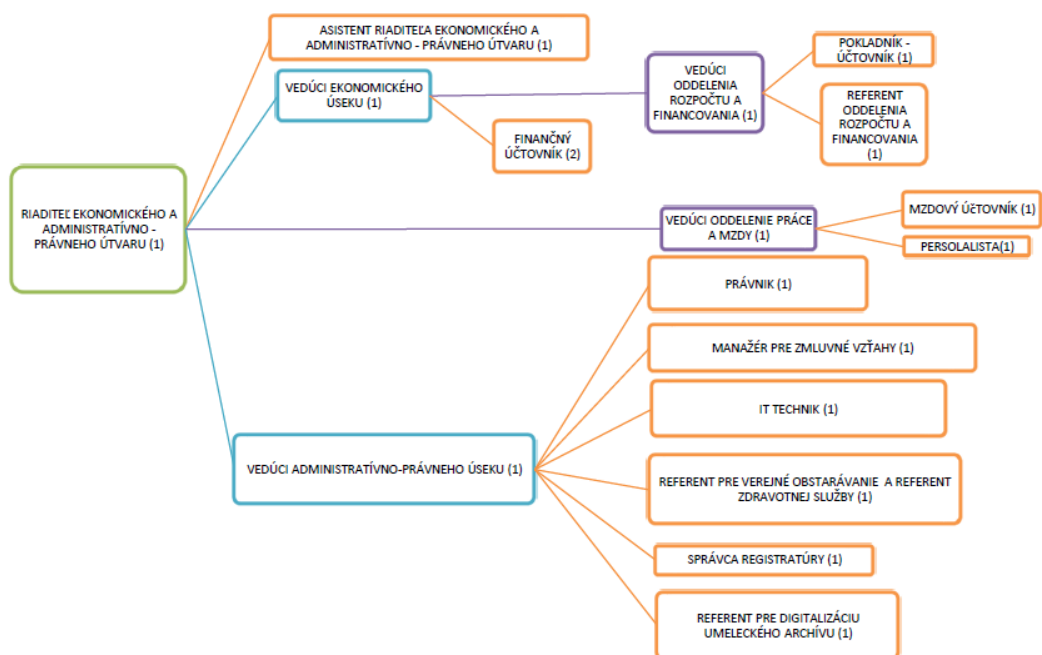 ASISTENT RIADITEĽA EKONOMICKÉHO A
ADMINISTRATÍVNO - PRÁVNEHO ÚTVARU (1)
VEDÚCI EKONOMICKÉHO
ÚSEKU (1)
FINANČNÝ
ÚČTOVNÍK (2)
VEDÚCI
ODDELENIA
ROZPOČTU A
FINANCOVANIA (1)
POKLADNÍK -
ÚČTOVNÍK (1)
REFERENT
ODDELENIA
ROZPOČTU A
FINANCOVANIA
(1)
RIADITEĽ EKONOMICKÉHO A
ADMINISTRATÍVNO -
PRÁVNEHO ÚTVARU (1)
VEDÚCI ODDELENIE PRÁCE
A MZDY (1)
MZDOVÝ ÚčTOVNÍK (1)
PERSOLALISTA(1)
PRÁVNIK (1)
MANAŽÉR PRE ZMLUVNÉ VZŤAHY (1)
IT TECHNIK (1)
VEDÚCI ADMINISTRATÍVNO-PRÁVNEHO ÚSEKU (1)
REFERENT PRE VEREJNÉ OBSTARÁVANIE A REFERENT
ZDRAVOTNEJ SLUŽBY (1)
SPRÁVCA REGISTRATÚRY (1)
REFERENT PRE DIGITALIZÁCIU
UMELECKÉHO ARCHÍVU (1)